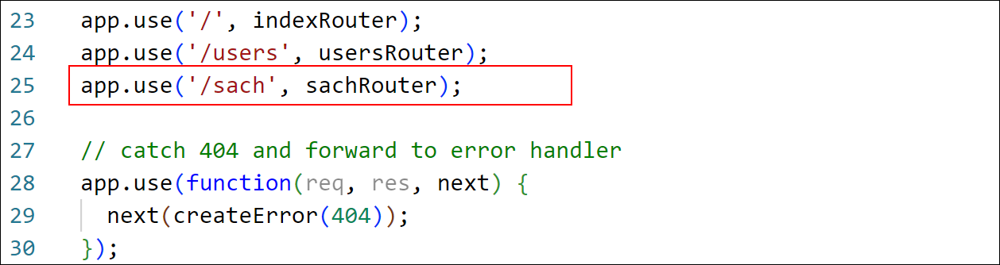 23 app.use('/', indexRouter);
24 app.use('/users', usersRouter);
25 app.use('/sach', sachRouter);
26
27 // catch 404 and forward to error handler
28 app.use(function(req, res, next) {
29 next(createError(404));
30 });